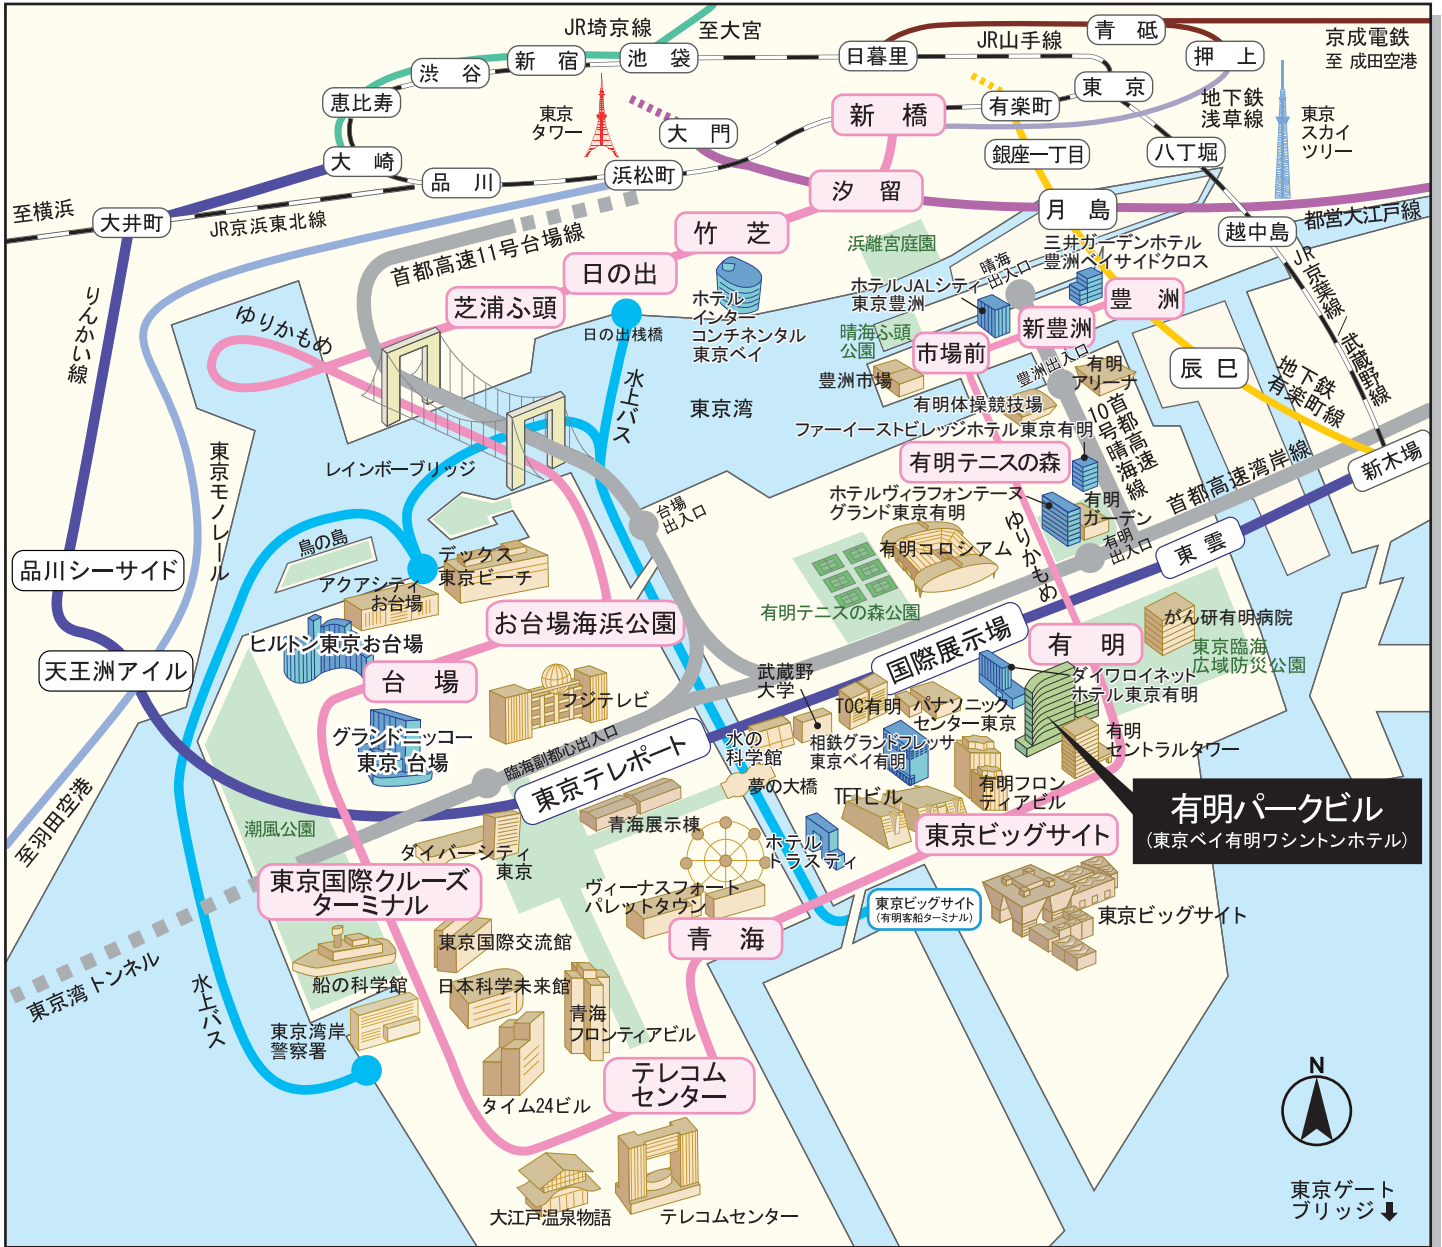 JR埼京線
至大宮
JR山手線
青 砥
京成電鉄
至 成田空港
渋 谷
新 宿
池 袋
日暮里
押 上
恵比寿
東京
タワー
大 門
新 橋
有楽町
東 京
地下鉄
浅草線
東京
スカイ
ツリー
大 崎
品 川
浜松町
銀座一丁目
八丁堀
至横浜
大井町
JR京浜東北線
汐 留
月 島
越中島
都営大江戸線
首都高速11号台場線
竹 芝
浜離宮庭園
晴海
出入口
三井ガーデンホテル
豊洲ベイサイドクロス
JR京葉線/武蔵野線
日の出
芝浦ふ頭
ホテル
インター
コンチネンタル
東京ベイ
ホテルJALシティ
東京豊洲
豊 洲
新豊洲
りんかい線
ゆりかもめ
日の出桟橋
晴海ふ頭
公園
市場前
豊洲出入口
有明
アリーナ
辰 巳
地下鉄
有楽町線
水上バス
東京湾
豊洲市場
有明体操競技場
ファーイーストビレッジホテル東京有明
首都高速
10号晴海線
東京モノレール
レインボーブリッジ
有明テニスの森
首都高速湾岸線
新木場
ホテルヴィラフォンテーヌ
グランド東京有明
有明
ガーデン
台場
出入口
ゆりかもめ
有明
出入口
東 雲
鳥の島
デックス
東京ビーチ
有明コロシアム
品川シーサイド
アクアシティ
お台場
有明テニスの森公園
お台場海浜公園
国際展示場
有 明
がん研有明病院
東京臨海
広域防災公園
ヒルトン東京お台場
天王洲アイル
台 場
武蔵野
大学
ダイワロイネット
ホテル東京有明
フジテレビ
TOC有明
パナソニック
センター東京
グランドニッコー
東京 台場
臨海副都心出入口
東京テレポート
水の
科学館
相鉄グランドフレッサ
東京ベイ有明
有明
セントラルタワー
夢の大橋
有明フロン
ティアビル
至羽田空港
潮風公園
青海展示棟
TFTビル
有明パークビル
(東京ベイ有明ワシントンホテル)
ダイバーシティ
東京
ホテル
トラスティ
東京ビッグサイト
東京国際クルーズ
ターミナル
ヴィーナスフォート
パレットタウン
東京ビッグサイト
(有明客船ターミナル)
東京ビッグサイト
青 海
東京国際交流館
東京湾トンネル
水上バス
船の科学館
日本科学未来館
青海
フロンティアビル
東京湾岸
警察署
テレコム
センター
タイム24ビル
N
大江戸温泉物語
テレコムセンター
東京ゲート
ブリッジ